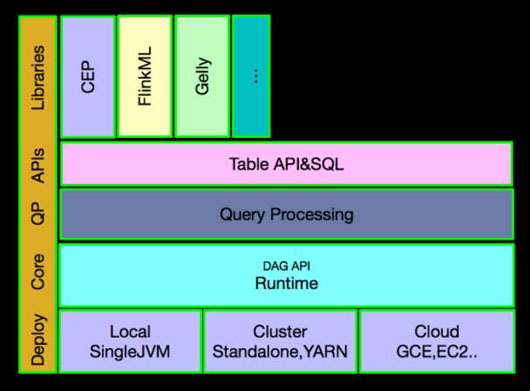 Libraries
CEP
FlinkML
Gelly
...
APIs
Table API&SQL
QP
Query Processing
Core
DAG API
Runtime
Deploy
Local
SingleJVM
Cluster
Standalone,YARN
Cloud
GCE,EC2..